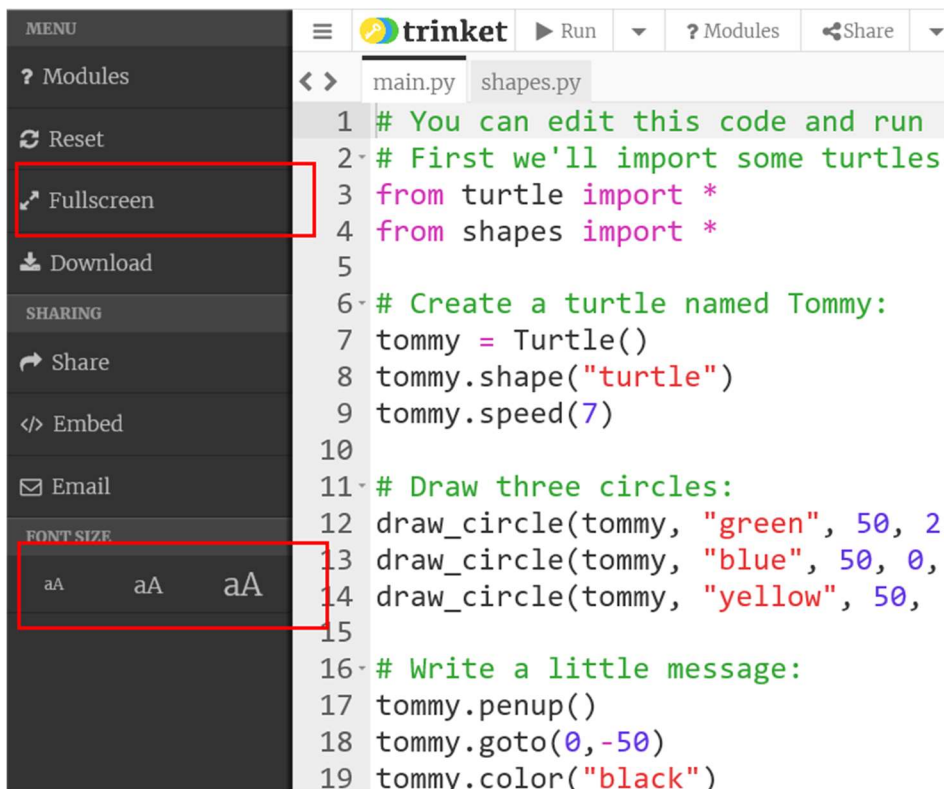 MENU
? Modules
Reset
Fullscreen
Download
SHARING
Share
</> Embed
Email
FONT SIZE
aA aA aA
trinket Run ? Modules Share
< > main.py shapes.py
1 # You can edit this code and run
2 # First we'll import some turtles
3 from turtle import *
4 from shapes import *
5
6 # Create a turtle named Tommy:
7 tommy = Turtle()
8 tommy.shape("turtle")
9 tommy.speed(7)
10
11 # Draw three circles:
12 draw_circle(tommy, "green", 50, 2
13 draw_circle(tommy, "blue", 50, 0,
14 draw_circle(tommy, "yellow", 50,
15
16 # Write a little message:
17 tommy.penup()
18 tommy.goto(0,-50)
19 tommy.color("black")